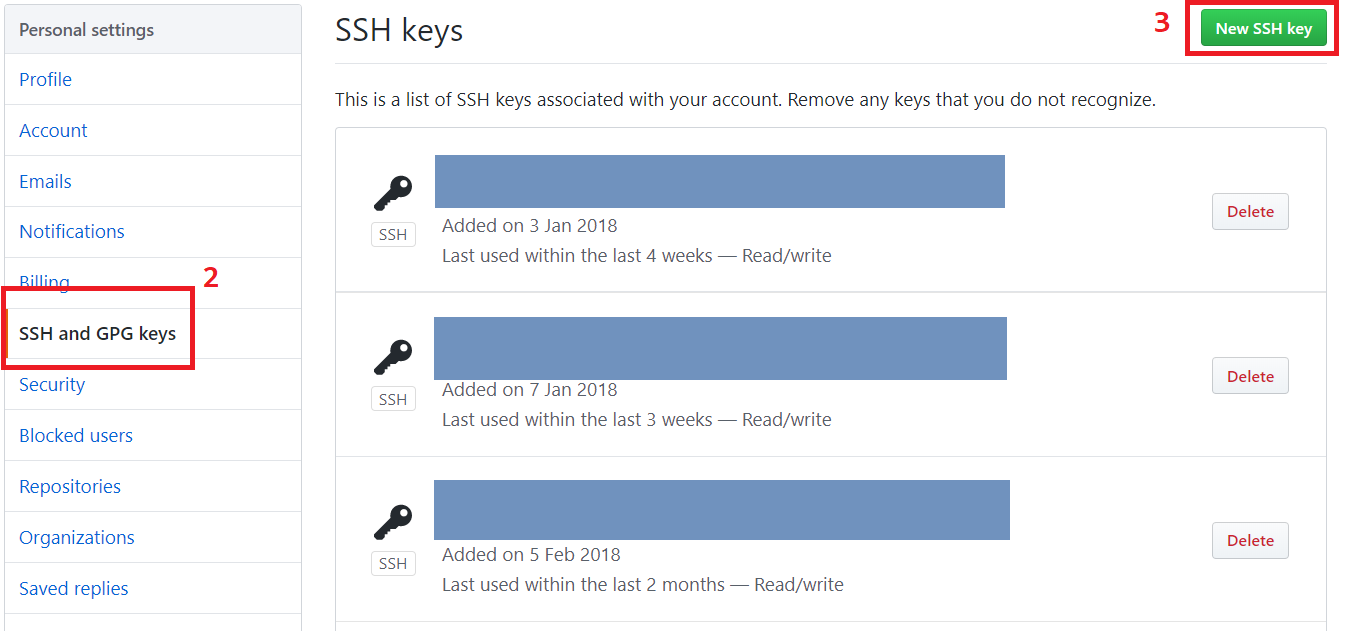 Personal settings
Profile
Account
Emails
Notifications
Billing
2
SSH and GPG keys
Security
Blocked users
Repositories
Organizations
Saved replies
SSH keys
3
New SSH key
This is a list of SSH keys associated with your account. Remove any keys that you do not recognize.
SSH
Added on 3 Jan 2018
Last used within the last 4 weeks — Read/write
Delete
SSH
Added on 7 Jan 2018
Last used within the last 3 weeks — Read/write
Delete
SSH
Added on 5 Feb 2018
Last used within the last 2 months — Read/write
Delete